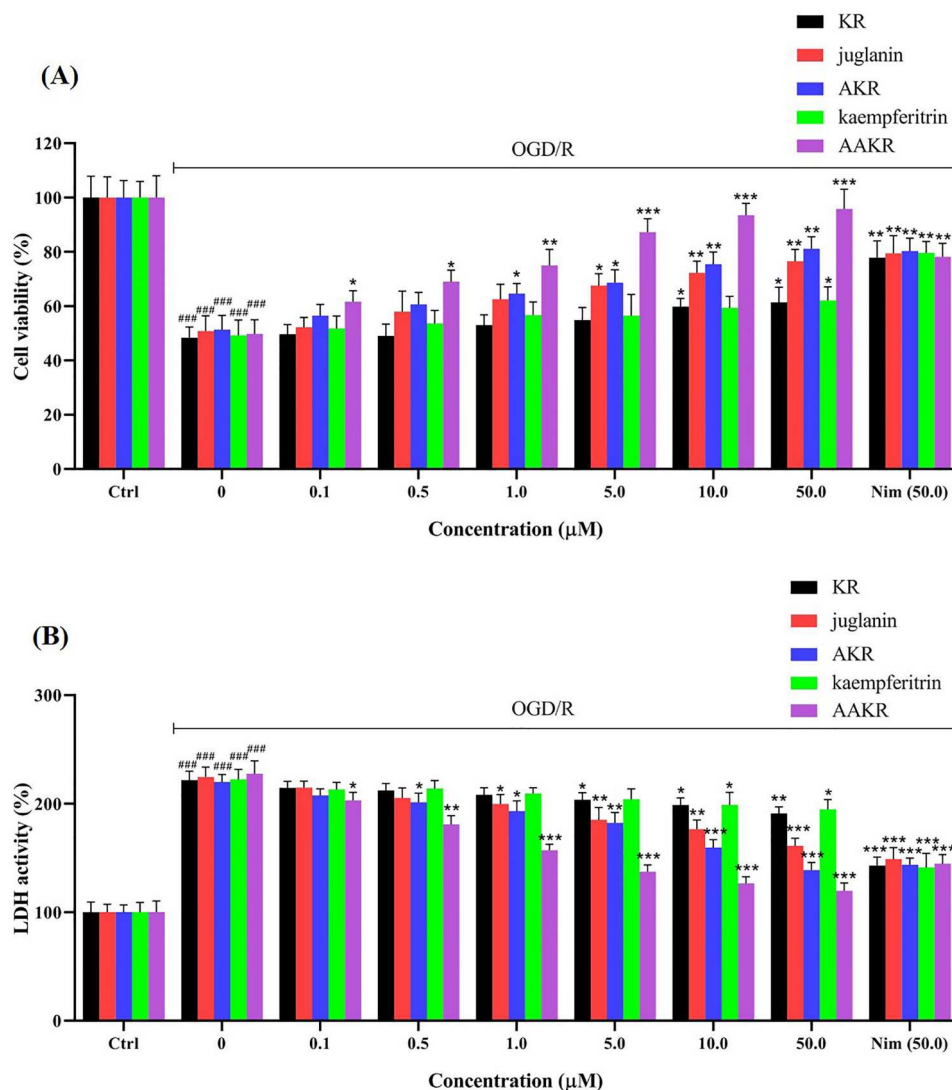 KR
juglanin
(A)
AKR
kaempferitrin
AAKR
OGD/R
120
100
80
60
40
20
0
Cell viability (%)
### ### ### ### ###
* * * ** * * *** * ** ** *** * ** ** * *** ** ** ** ** **
Ctrl 0 0.1 0.5 1.0 5.0 10.0 50.0 Nim (50.0)
Concentration (μM)
KR
(B)
juglanin
AKR
kaempferitrin
AAKR
OGD/R
300
200
100
0
LDH activity (%)
### ### ### ### ###
* * ** * * *** * ** ** *** * ** *** * *** ** *** *** * *** *** *** *** *** ***
Ctrl 0 0.1 0.5 1.0 5.0 10.0 50.0 Nim (50.0)
Concentration (μM)